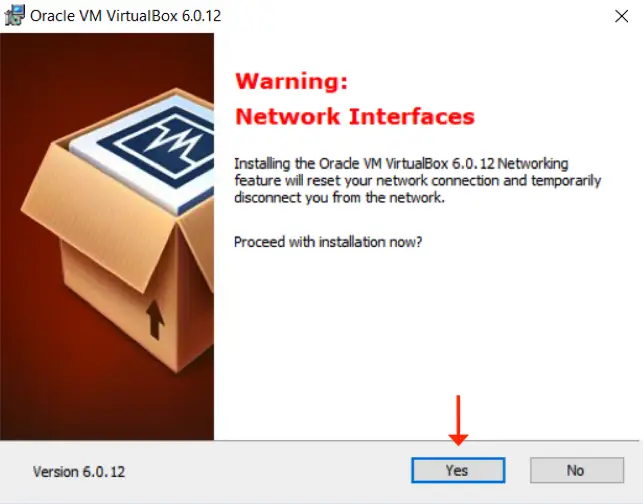 Oracle VM VirtualBox 6.0.12
Warning:
Network Interfaces
Installing the Oracle VM VirtualBox 6.0.12 Networking
feature will reset your network connection and temporarily
disconnect you from the network.
Proceed with installation now?
Version 6.0.12
Yes
No